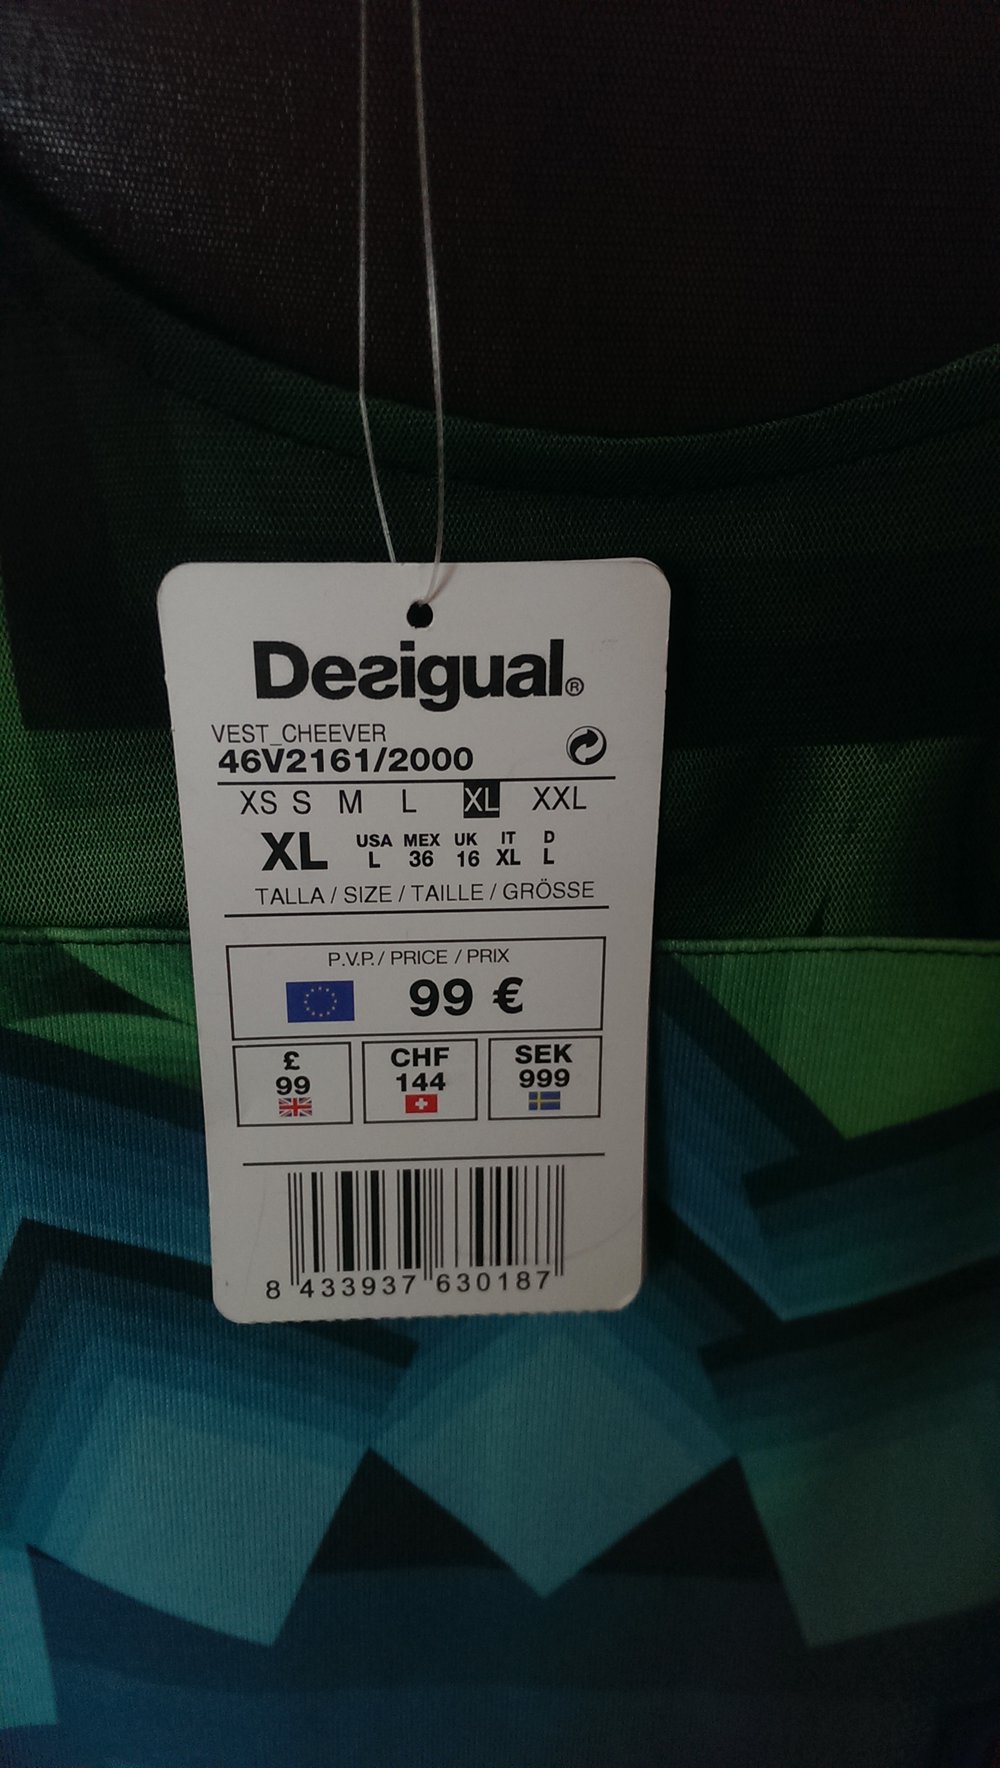 Desigual®
VEST_CHEEVER
46V2161/2000
XS S M L XL XXL
XL USA MEX UK IT D
L 36 16 XL L
TALLA / SIZE / TAILLE / GRÖSSE
P.V.P. / PRICE / PRIX
99 €
£ CHF SEK
99 144 999
8 433937 630187